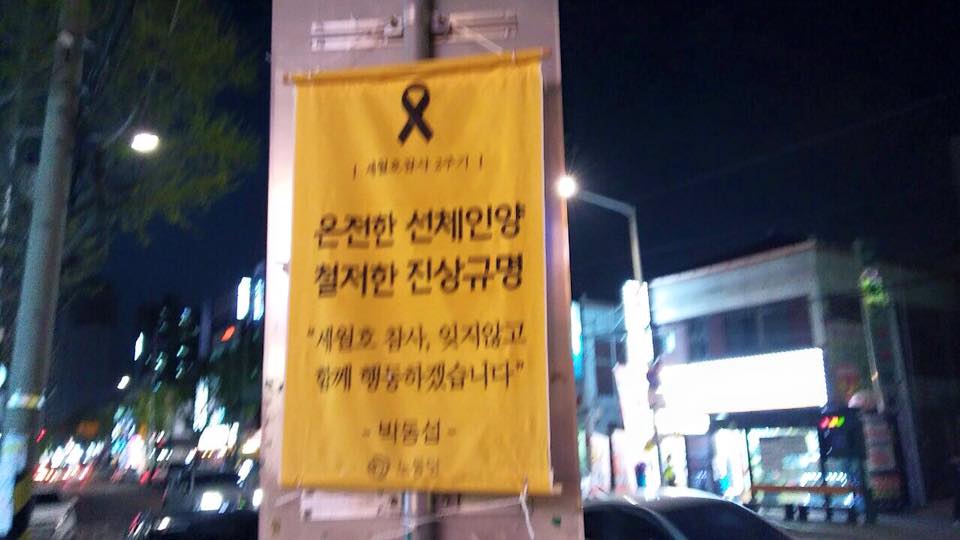 세월호 참사 2주기
온전한 선체인양
철저한 진상규명
"세월호 참사, 잊지않고
함께 행동하겠습니다"
- 박동섭 -
노동당